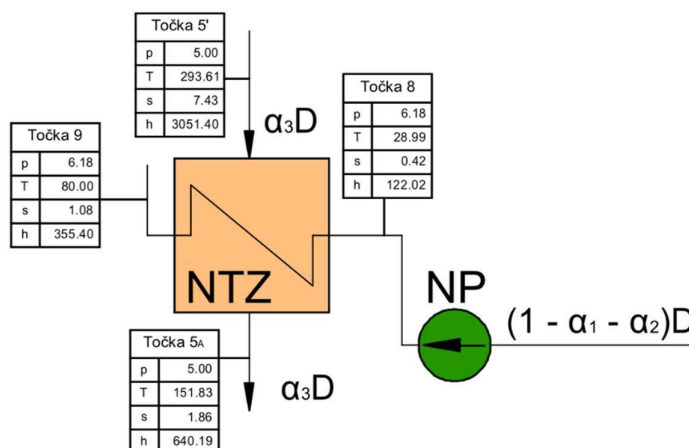 Točka 5'
p 5.00
T 293.61
s 7.43
h 3051.40
α₃D
Točka 8
p 6.18
T 28.99
s 0.42
h 122.02
Točka 9
p 6.18
T 80.00
s 1.08
h 355.40
NTZ
NP
(1 - α₁ - α₂)D
Točka 5A
p 5.00
T 151.83
s 1.86
h 640.19
α₃D